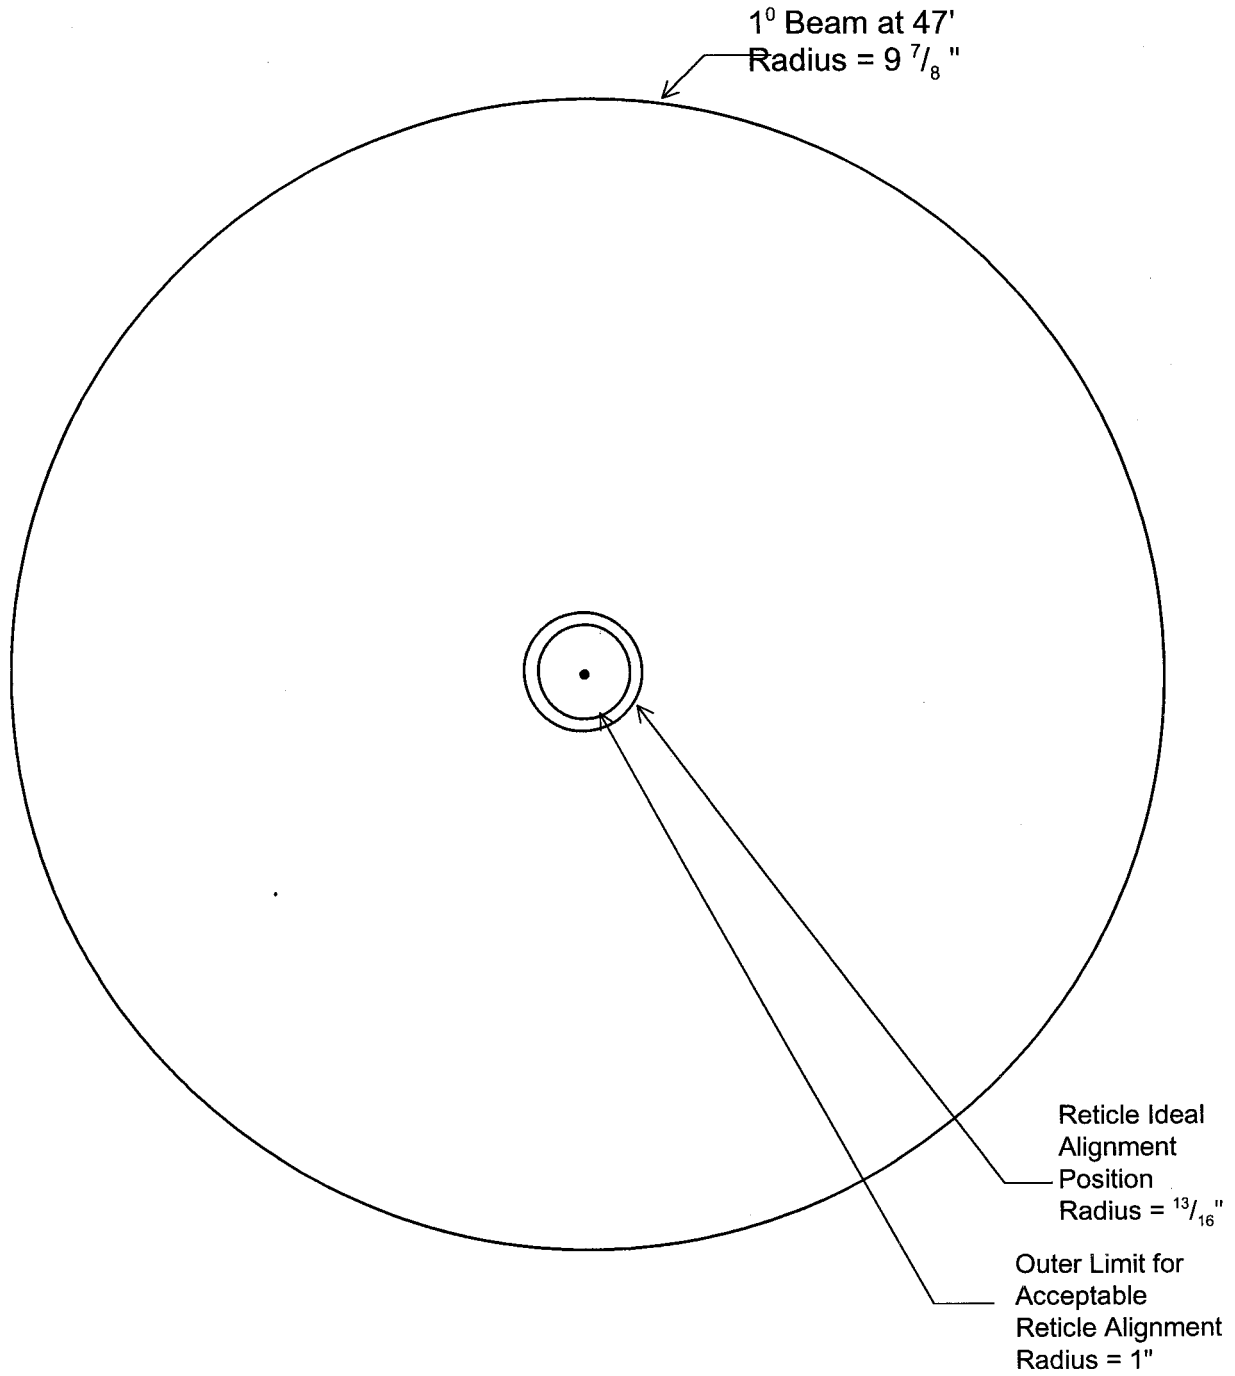 1⁰ Beam at 47'
Radius = 9 ⁷/₈ "
Reticle Ideal
Alignment
Position
Radius = ¹³/₁₆"
Outer Limit for
Acceptable
Reticle Alignment
Radius = 1"